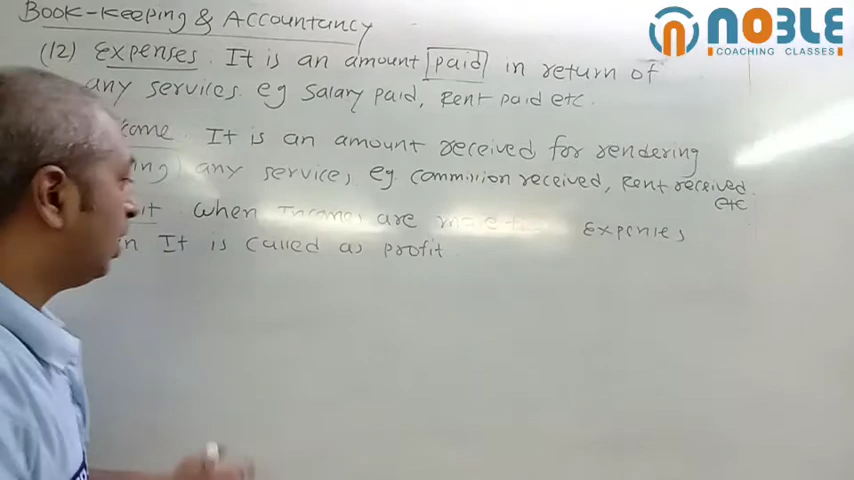 Book-Keeping & Accountancy
NOBLE
COACHING CLASSES
(12) Expenses. It is an amount paid in return of
any services. eg Salary paid, Rent paid etc.
It is an amount received for rendering
any service, eg Commission received, Rent received
etc
when Incomes are more Expenses
It is called as profit